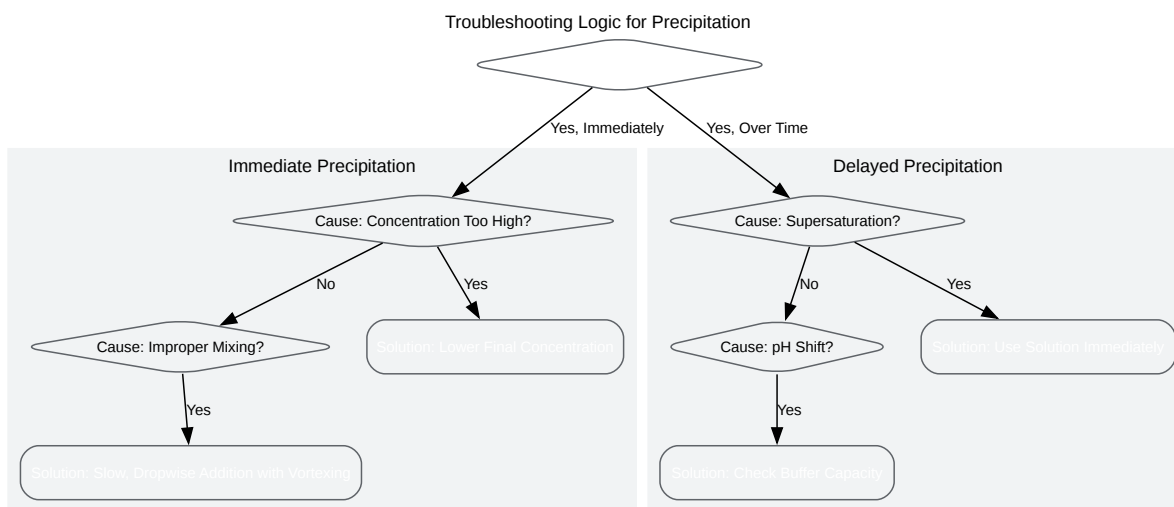 Troubleshooting Logic for Precipitation
Yes, Immediately
Yes, Over Time
Immediate Precipitation
Cause: Concentration Too High?
No
Yes
Cause: Improper Mixing?
Solution: Lower Final Concentration
Yes
Solution: Slow, Dropwise Addition with Vortexing
Delayed Precipitation
Cause: Supersaturation?
No
Yes
Cause: pH Shift?
Solution: Use Solution Immediately
Yes
Solution: Check Buffer Capacity